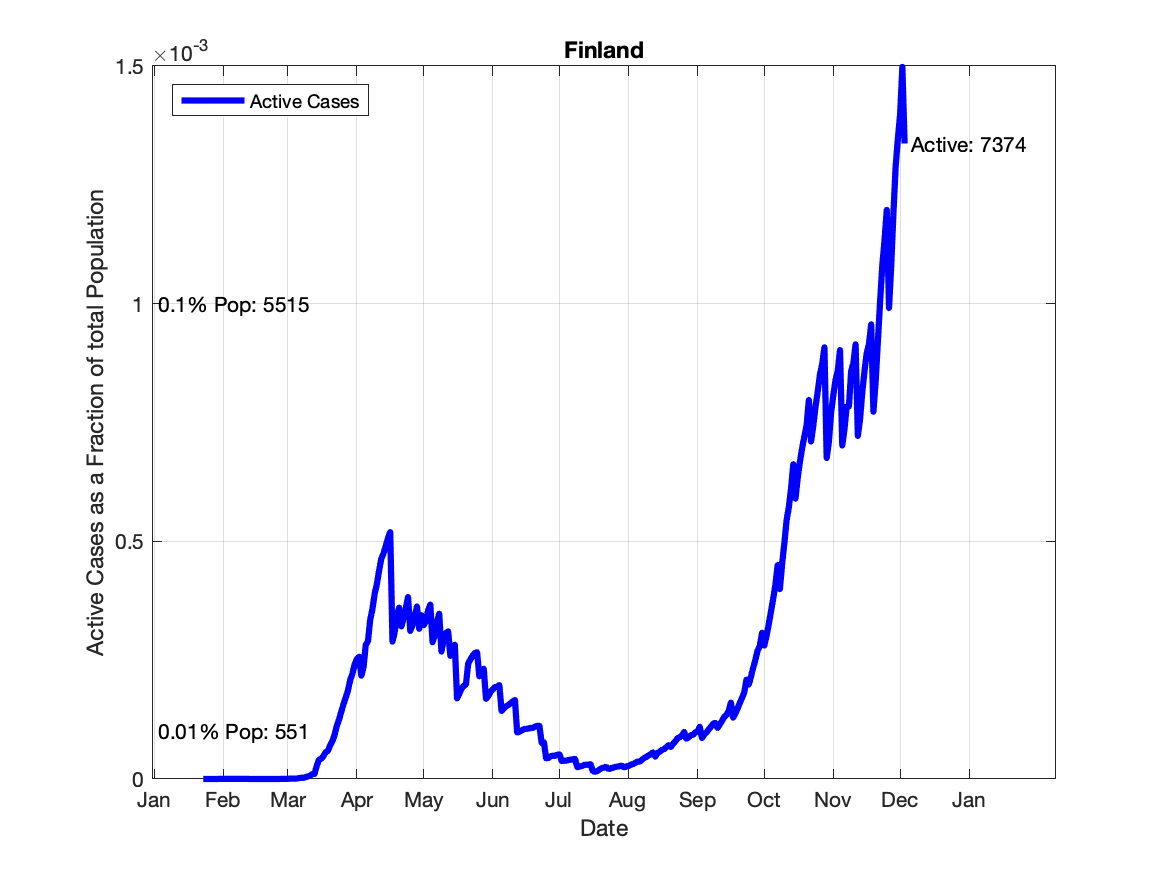 Finland
×10⁻³
1.5
Active Cases
Active: 7374
1
0.1% Pop: 5515
Active Cases as a Fraction of total Population
0.5
0.01% Pop: 551
0
Jan Feb Mar Apr May Jun Jul Aug Sep Oct Nov Dec Jan
Date